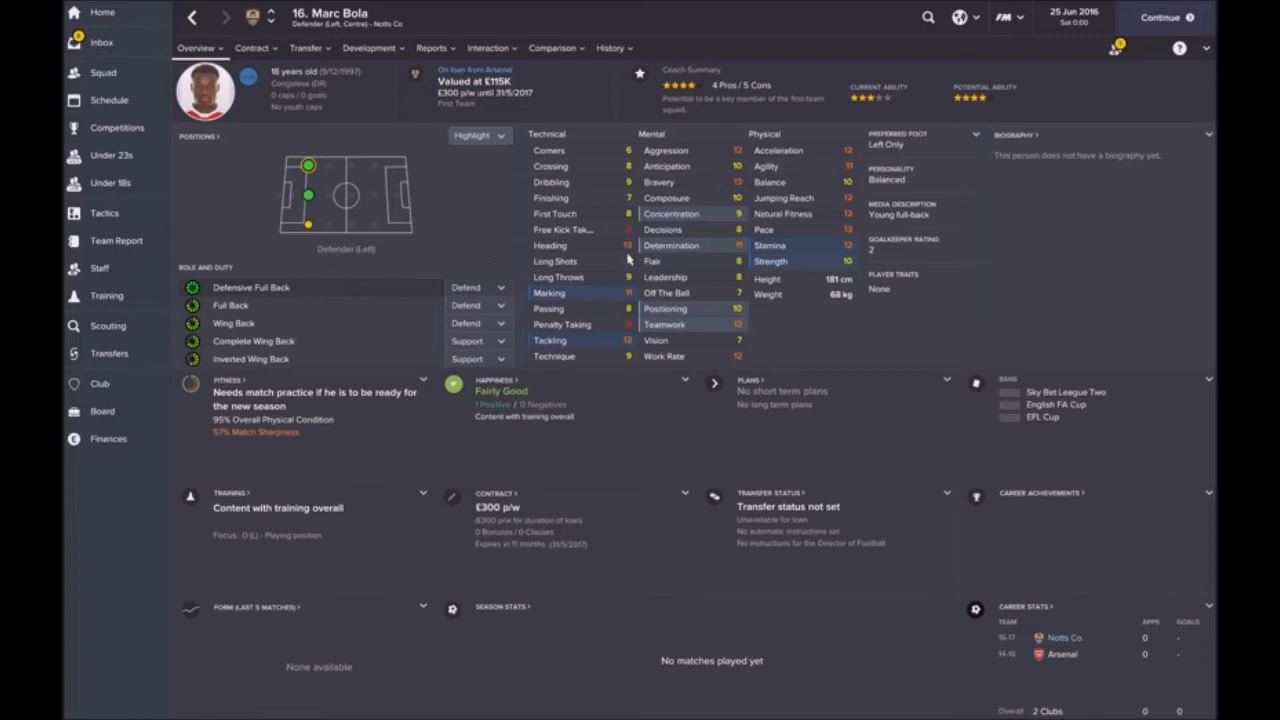 Home
Inbox
Squad
Schedule
Competitions
Under 23s
Under 18s
Tactics
Team Report
Staff
Training
Scouting
Transfers
Club
Board
Finances
16. Marc Bola
Defender (Left, Centre) - Notts Co
FM
25 Jun 2016
Sat 0:00
Continue
Overview
Contract
Transfer
Development
Reports
Interaction
Comparison
History
18 years old (9/12/1997)
Congolese (DR)
0 caps / 0 goals
No youth caps
On loan from Arsenal
Valued at £115K
£300 p/w until 31/5/2017
First Team
Coach Summary
4 Pros / 5 Cons
Potential to be a key member of the first-team
squad.
CURRENT ABILITY
POTENTIAL ABILITY
POSITIONS >
Highlight
Defender (Left)
ROLE AND DUTY
Defensive Full Back Defend
Full Back Defend
Wing Back Defend
Complete Wing Back Support
Inverted Wing Back Support
Technical
Corners 6
Crossing 8
Dribbling 9
Finishing 7
First Touch 8
Free Kick Tak...
Heading 13
Long Shots
Long Throws 9
Marking 11
Passing 8
Penalty Taking
Tackling 12
Technique 9
Mental
Aggression 12
Anticipation 10
Bravery 13
Composure 10
Concentration 9
Decisions 8
Determination 11
Flair 8
Leadership 8
Off The Ball 7
Positioning 10
Teamwork 12
Vision 7
Work Rate 12
Physical
Acceleration 12
Agility 11
Balance 10
Jumping Reach 12
Natural Fitness 12
Pace 13
Stamina 12
Strength 10
Height 181 cm
Weight 68 kg
PREFERRED FOOT
Left Only
PERSONALITY
Balanced
MEDIA DESCRIPTION
Young full-back
GOALKEEPER RATING
2
PLAYER TRAITS
None
BIOGRAPHY >
This person does not have a biography yet.
FITNESS >
Needs match practice if he is to be ready for
the new season
95% Overall Physical Condition
57% Match Sharpness
HAPPINESS >
Fairly Good
1 Positive / 0 Negatives
Content with training overall
PLANS >
No short term plans
No long term plans
BANS
Sky Bet League Two
English FA Cup
EFL Cup
TRAINING >
Content with training overall
Focus: D (L) - Playing position
CONTRACT >
£300 p/w
(£300 p/w for duration of loan)
0 Bonuses / 0 Clauses
Expires in 11 months (31/5/2017)
TRANSFER STATUS >
Transfer status not set
Unavailable for loan
No automatic instructions set
No instructions for the Director of Football
CAREER ACHIEVEMENTS >
FORM (LAST 5 MATCHES) >
None available
SEASON STATS >
No matches played yet
CAREER STATS >
TEAM APPS GOALS
16-17 Notts Co 0 -
14-16 Arsenal 0 -
Overall 2 Clubs 0 0